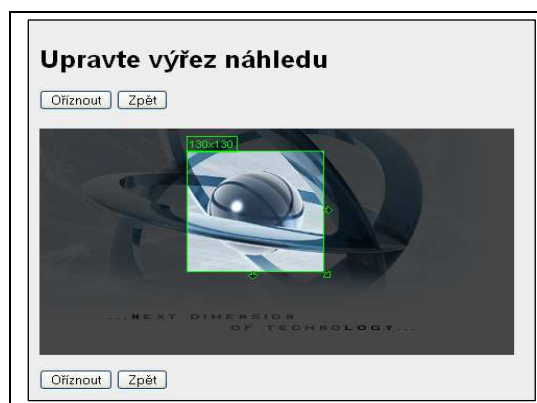 Upravte výřez náhledu
Oříznout Zpět
130x130
...NEXT DIMENSION
OF TECHNOLOGY...
Oříznout Zpět